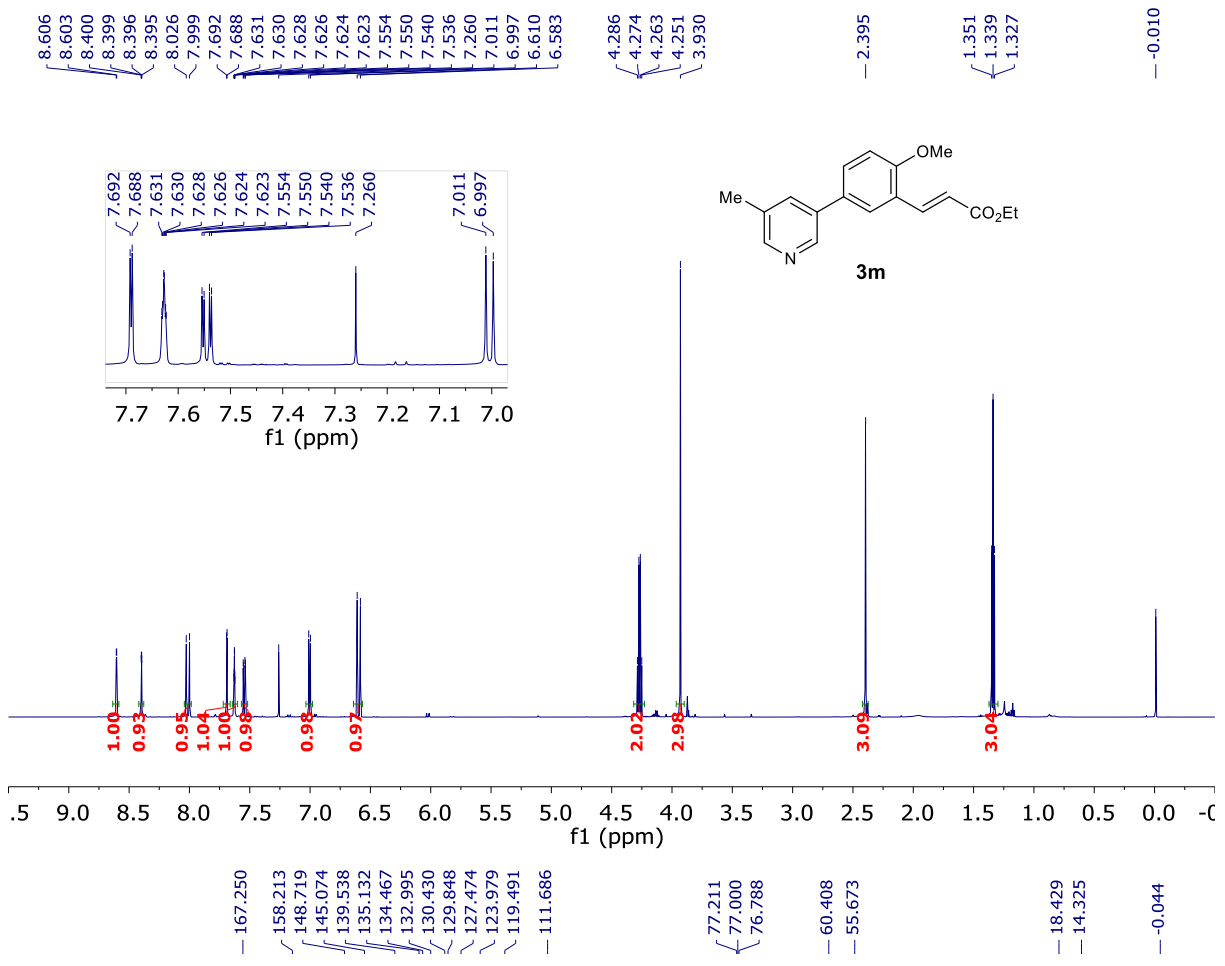 8.606 8.603 8.400 8.399 8.396 8.395 8.026 7.999 7.692 7.688 7.631 7.630 7.628 7.626 7.624 7.623 7.554 7.550 7.540 7.536 7.260 7.011 6.997 6.610 6.583 4.286 4.274 4.263 4.251 3.930 2.395 1.351 1.339 1.327 -0.010
7.692 7.688 7.631 7.630 7.628 7.626 7.624 7.623 7.554 7.550 7.540 7.536 7.260 7.011 6.997
7.7 7.6 7.5 7.4 7.3 7.2 7.1 7.0
f1 (ppm)
OMe
Me
CO2Et
N
3m
1.00 0.93 0.95 1.04 1.00 0.98 0.98 0.97 2.02 2.98 3.09 3.04
.5 9.0 8.5 8.0 7.5 7.0 6.5 6.0 5.5 5.0 4.5 4.0 3.5 3.0 2.5 2.0 1.5 1.0 0.5 0.0 -0
f1 (ppm)
167.250 158.213 148.719 145.074 139.538 135.132 134.467 132.995 130.430 129.848 127.474 123.979 119.491 111.686 77.211 77.000 76.788 60.408 55.673 18.429 14.325 -0.044